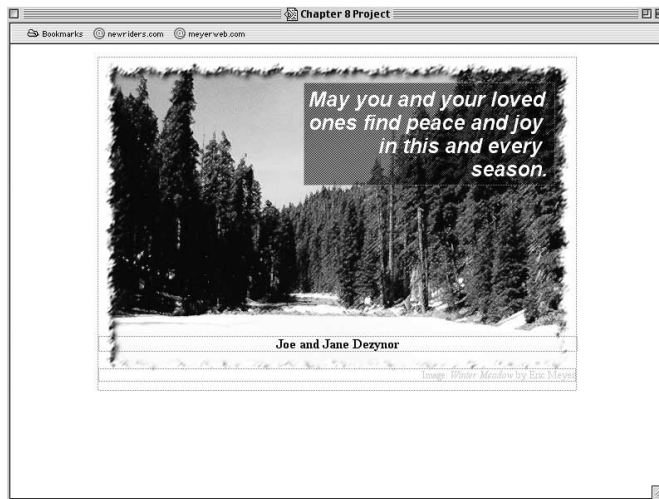 Chapter 8 Project
Bookmarks newriders.com meyerweb.com
May you and your loved
ones find peace and joy
in this and every
season.
Joe and Jane Dezynor
Image: Winter Meadow by Eric Meyer